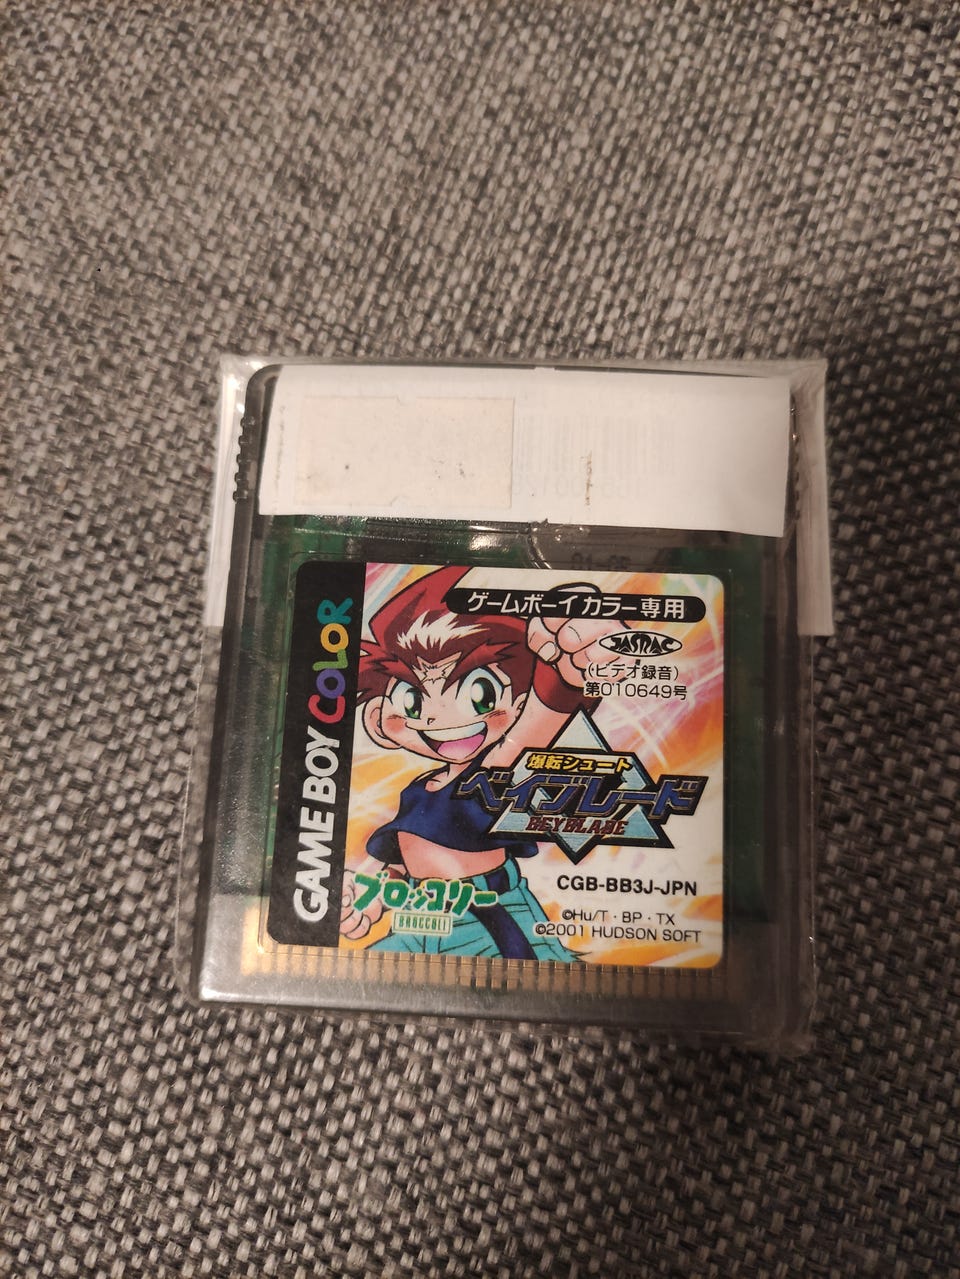 GAME BOY COLOR
ゲームボーイカラー専用
JASRAC
(ビデオ録音)
第010649号
爆転シュート
ベイブレード
BEYBLADE
ブロッコリー
BROCCOLI
CGB-BB3J-JPN
©Hu/T・BP・TX
©2001 HUDSON SOFT